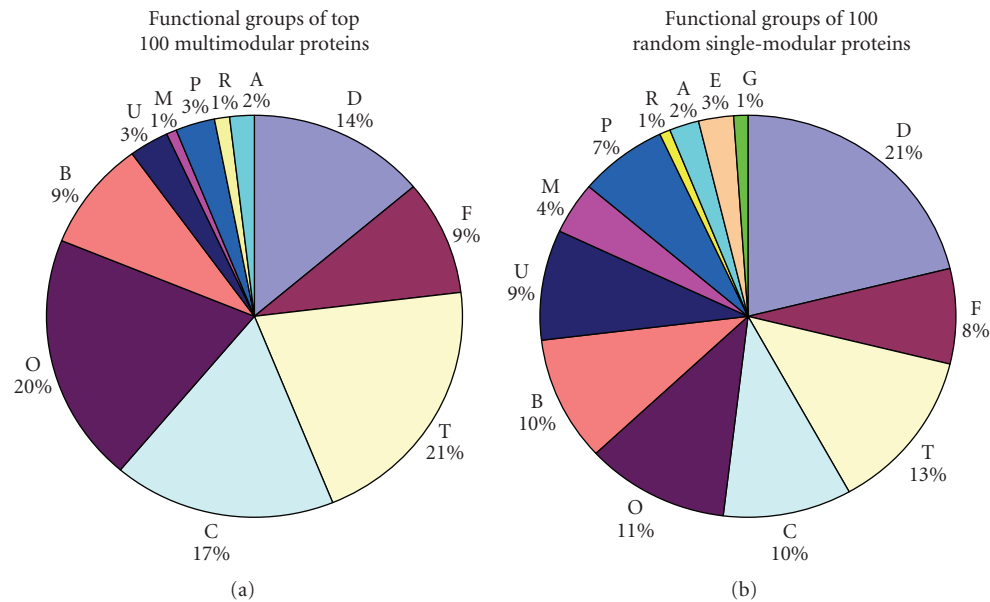 Functional groups of top
100 multimodular proteins
D
14%
F
9%
T
21%
C
17%
O
20%
B
9%
U
3%
M
1%
P
3%
R
1%
A
2%
(a)
Functional groups of 100
random single-modular proteins
D
21%
F
8%
T
13%
C
10%
O
11%
B
10%
U
9%
M
4%
P
7%
R
1%
A
2%
E
3%
G
1%
(b)